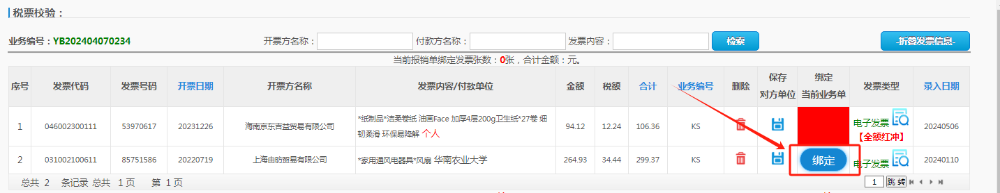 税票校验：
业务编号：YB202404070234 开票方名称： 付款方名称： 发票内容： 检索 -折叠发票信息-
当前报销单绑定发票张数：0张，合计金额：元。
序号 发票代码 发票号码 开票日期 开票方名称 发票内容/付款单位 金额 税额 合计 业务编号 删除 保存 对方单位 绑定 当前业务单 发票类型 录入日期
1 046002300111 53970617 20231226 海南京东吉益贸易有限公司 *纸制品*洁柔卷纸 油画Face 加厚4层200g卫生纸*27卷 细韧柔滑 环保易降解 个人 94.12 12.24 106.36 KS 电子发票 【全额红冲】 20240506
2 031002100611 85751586 20220719 上海由昉贸易有限公司 *家用通风电器具*风扇 华南农业大学 264.93 34.44 299.37 KS 绑定 电子发票 20240110
总共 2 条记录 总共 1 页 第 1 页 1 跳 转